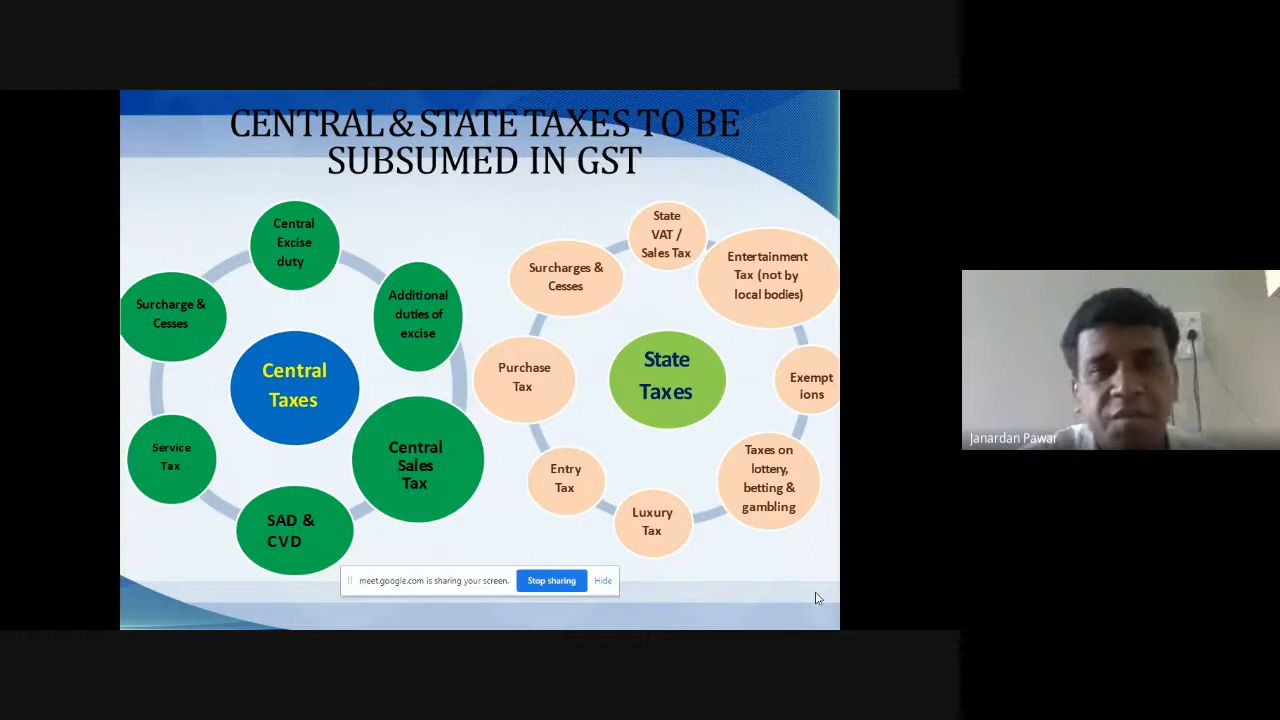 CENTRAL & STATE TAXES TO BE
SUBSUMED IN GST
Central
Excise
duty
Additional
duties of
excise
Central
Sales
Tax
SAD &
CVD
Service
Tax
Surcharge &
Cesses
Central
Taxes
State
VAT /
Sales Tax
Entertainment
Tax (not by
local bodies)
Exempt
ions
Taxes on
lottery,
betting &
gambling
Luxury
Tax
Entry
Tax
Purchase
Tax
Surcharges &
Cesses
State
Taxes
meet.google.com is sharing your screen.
Stop sharing
Hide
Janardan Pawar